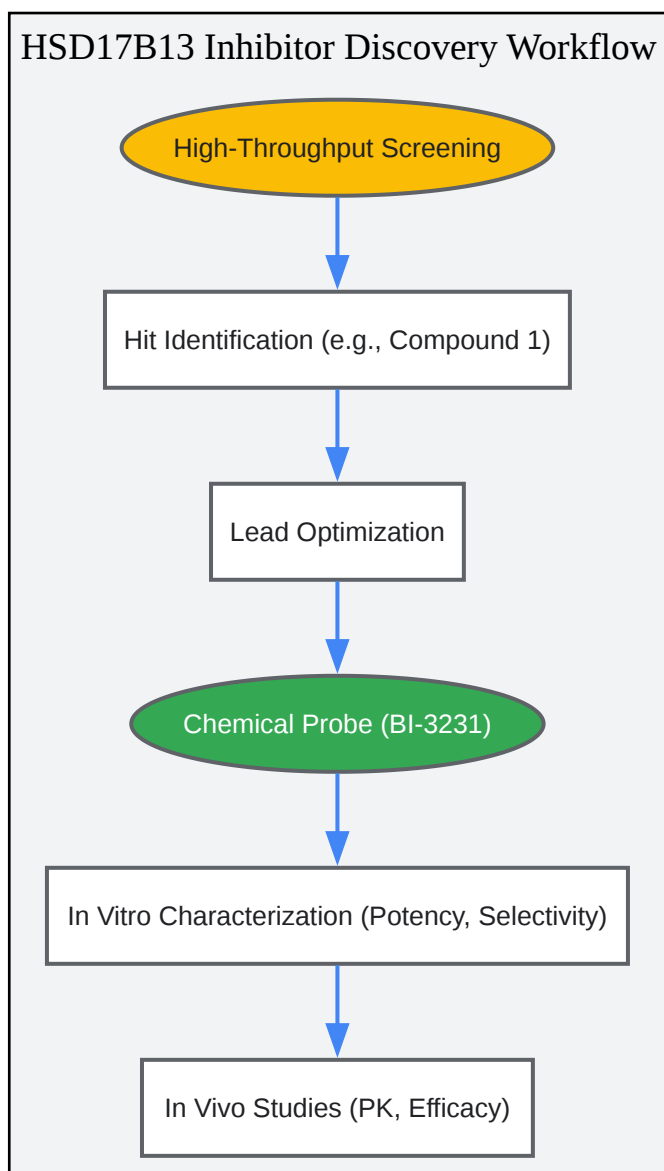 HSD17B13 Inhibitor Discovery Workflow
High-Throughput Screening
Hit Identification (e.g., Compound 1)
Lead Optimization
Chemical Probe (BI-3231)
In Vitro Characterization (Potency, Selectivity)
In Vivo Studies (PK, Efficacy)